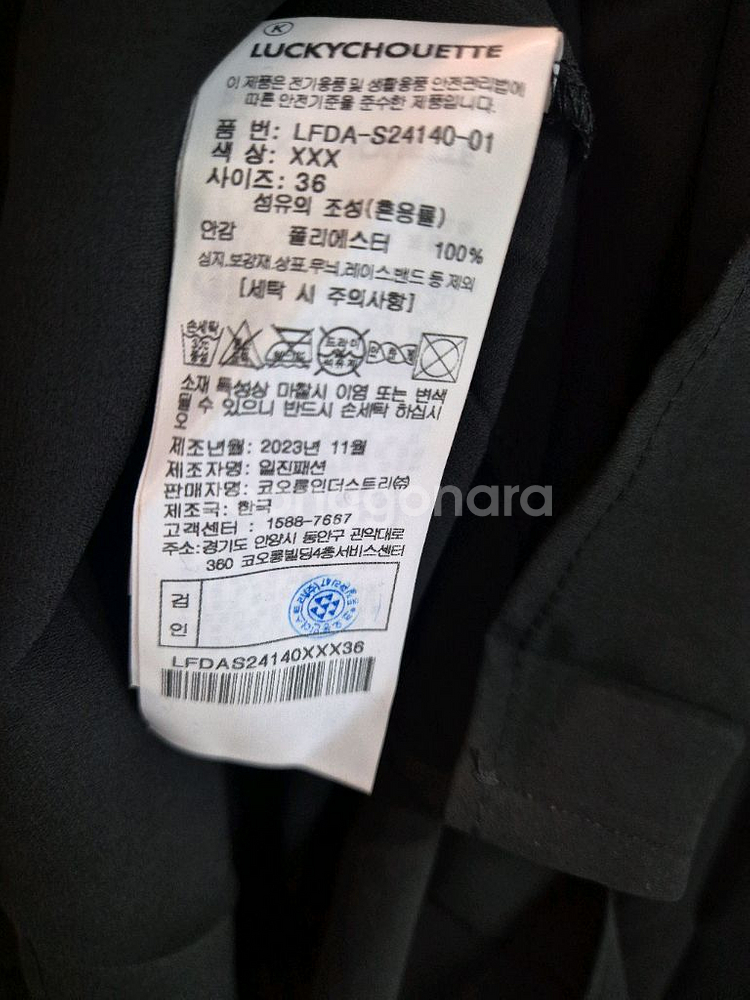 K
LUCKYCHOUETTE
이 제품은 전기용품 및 생활용품 안전관리법에
따른 안전기준을 준수한 제품입니다.
품 번: LFDA-S24140-01
색 상: XXX
사이즈: 36
섬유의 조성(혼용률)
안감 폴리에스터 100%
심지,보강재,상표,무늬,레이스밴드 등 제외
[세탁 시 주의사항]
손세탁
중성
드라이
소재 특성상 마찰시 이염 또는 변색
될 수 있으니 반드시 손세탁 하십시
오
제조년월: 2023년 11월
제조자명: 일진패션
판매자명: 코오롱인더스트리㈜
제조국: 한국
고객센터 : 1588-7667
주소:경기도 안양시 동안구 관악대로
360 코오롱빌딩4층서비스센터
검
인
LFDAS24140XXX36